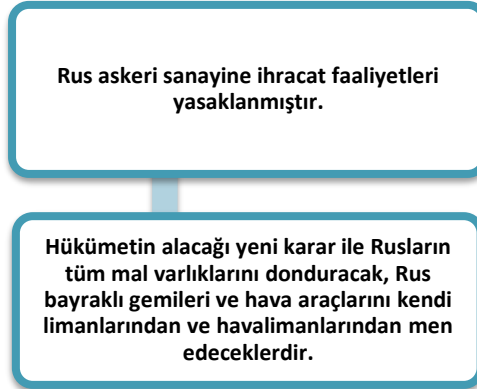 Rus askeri sanayine ihracat faaliyetleri
yasaklanmıştır.
Hükümetin alacağı yeni karar ile Rusların
tüm mal varlıklarını donduracak, Rus
bayraklı gemileri ve hava araçlarını kendi
limanlarından ve havalimanlarından men
edeceklerdir.